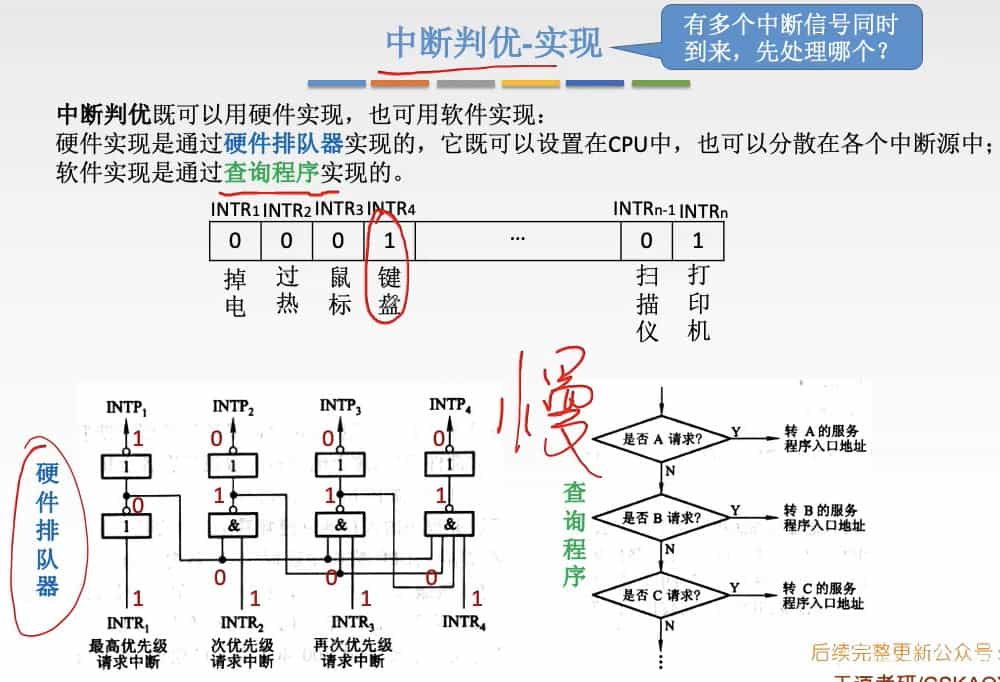 中断判优-实现
有多个中断信号同时
到来，先处理哪个？
中断判优既可以用硬件实现，也可用软件实现：
硬件实现是通过硬件排队器实现的，它既可以设置在CPU中，也可以分散在各个中断源中；
软件实现是通过查询程序实现的。
INTR1 INTR2 INTR3 INTR4 INTRn-1 INTRn
0 0 0 1 … 0 1
掉电 过热 鼠标 键盘 扫描仪 打印机
慢
INTP1 INTP2 INTP3 INTP4
1 0 0 0
1 1 1 1
0 1 1 1
1 & & &
0 0 0
1 1 1 1
INTR1 INTR2 INTR3 INTR4
最高优先级 次优先级 再次优先级
请求中断 请求中断 请求中断
硬件排队器
查询程序
是否 A 请求？ Y 转 A 的服务
程序入口地址
N
是否 B 请求？ Y 转 B 的服务
程序入口地址
N
是否 C 请求？ Y 转 C 的服务
程序入口地址
N
⋮
后续完整更新公众号：